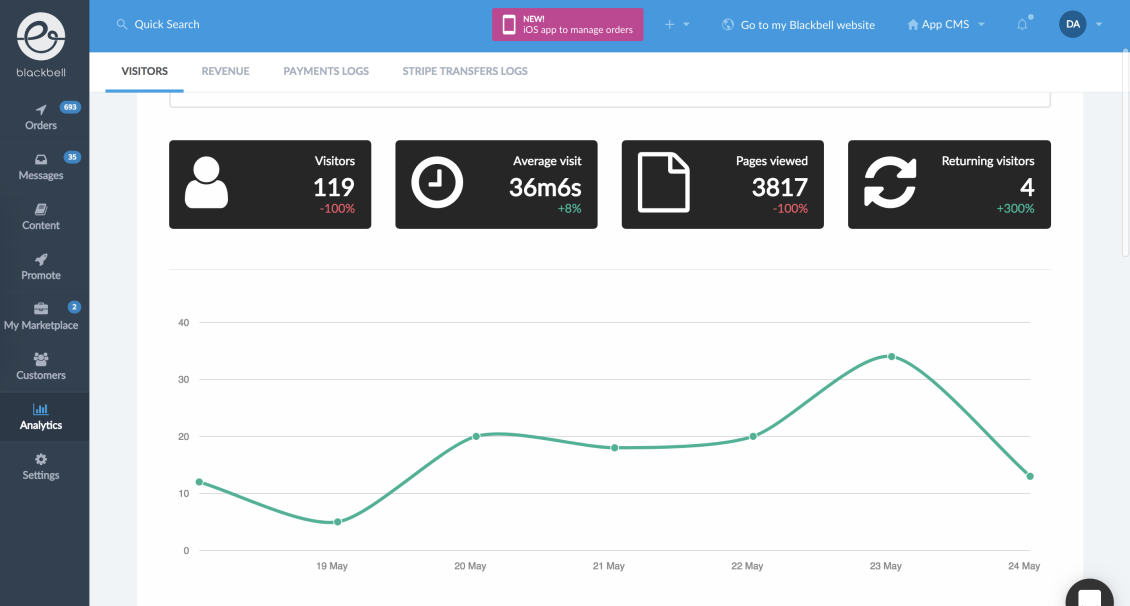 blackbell
Quick Search
NEW!
iOS app to manage orders
Go to my Blackbell website
App CMS
DA
VISITORS
REVENUE
PAYMENTS LOGS
STRIPE TRANSFERS LOGS
693
Orders
35
Messages
Content
Promote
2
My Marketplace
Customers
Analytics
Settings
Visitors
119
-100%
Average visit
36m6s
+8%
Pages viewed
3817
-100%
Returning visitors
4
+300%
40
30
20
10
0
19 May
20 May
21 May
22 May
23 May
24 May